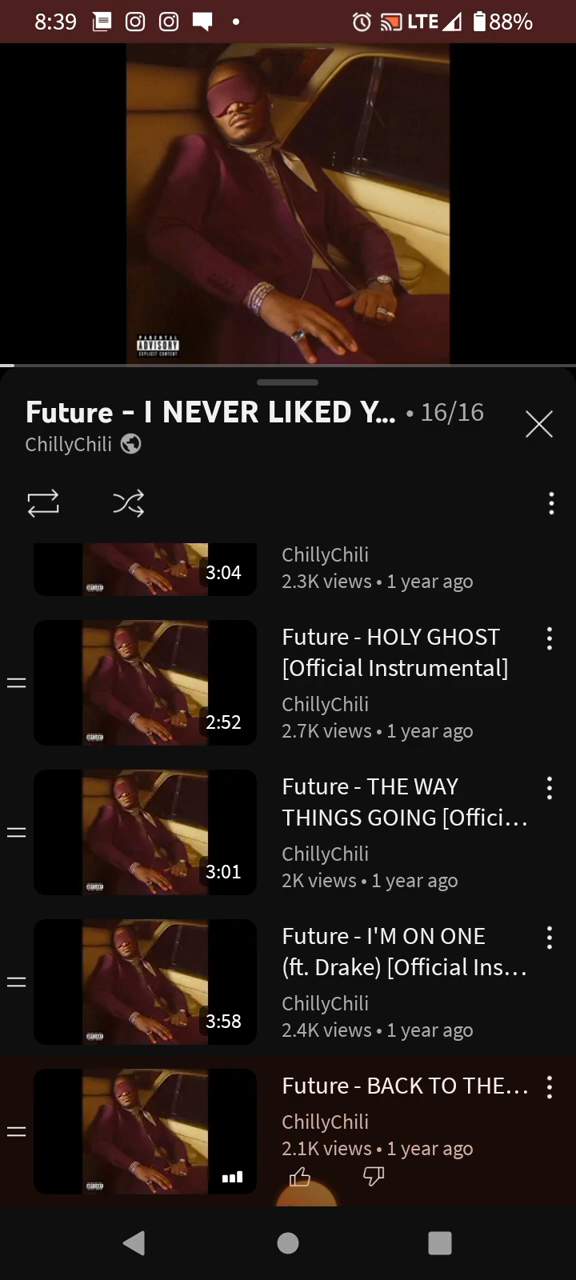 8:39
LTE
88%
PARENTAL
ADVISORY
EXPLICIT CONTENT
Future - I NEVER LIKED Y... • 16/16
ChillyChili
3:04
ChillyChili
2.3K views • 1 year ago
Future - HOLY GHOST
[Official Instrumental]
2:52
ChillyChili
2.7K views • 1 year ago
Future - THE WAY
THINGS GOING [Offici...
3:01
ChillyChili
2K views • 1 year ago
Future - I'M ON ONE
(ft. Drake) [Official Ins...
3:58
ChillyChili
2.4K views • 1 year ago
Future - BACK TO THE...
ChillyChili
2.1K views • 1 year ago